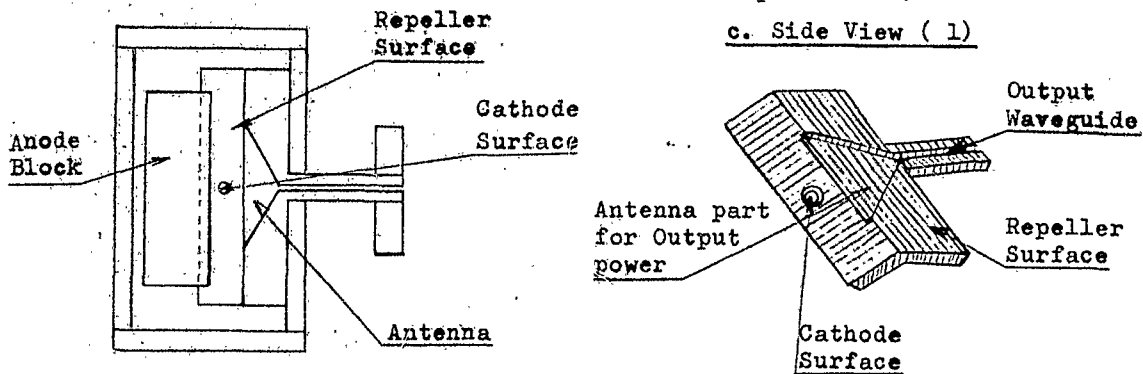 Repeller
Surface
c. Side View ( 1)
Cathode
Surface
Anode
Block
Antenna
Output
Waveguide
Antenna part
for Output
power
Repeller
Surface
Cathode
Surface